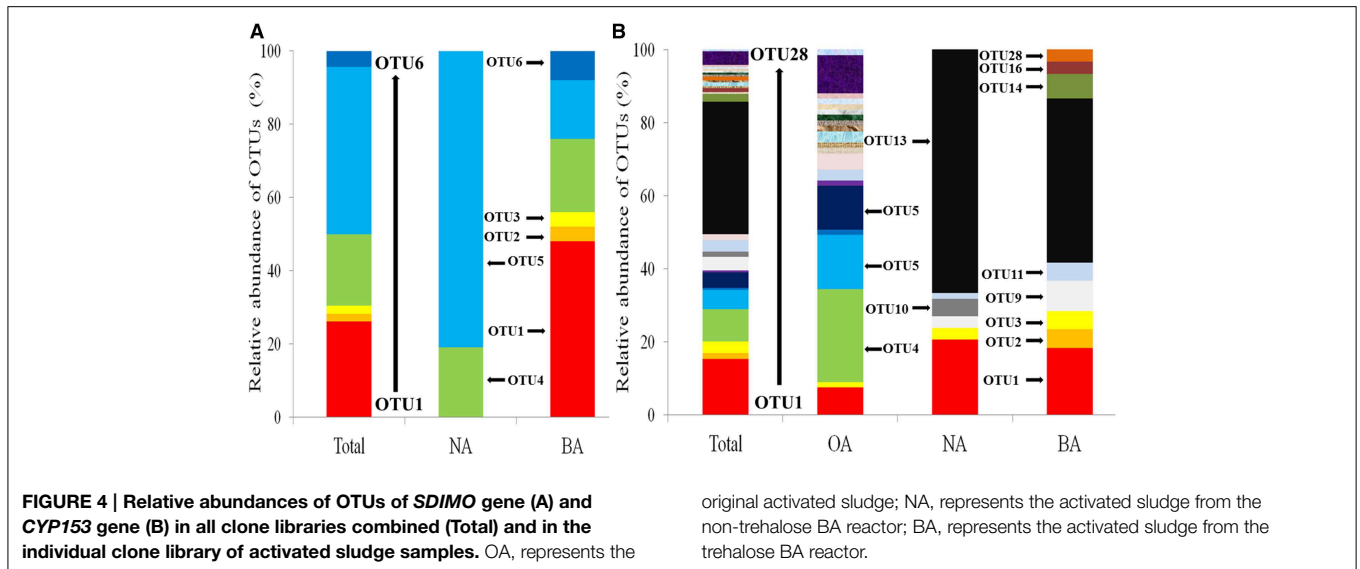 A
Relative abundance of OTUs (%)
100
80
60
40
20
0
OTU6
OTU1
OTU6
OTU3
OTU2
OTU5
OTU1
OTU4
Total
NA
BA
B
Relative abundance of OTUs (%)
100
80
60
40
20
0
OTU28
OTU1
OTU13
OTU5
OTU5
OTU10
OTU4
OTU28
OTU16
OTU14
OTU11
OTU9
OTU3
OTU2
OTU1
Total
OA
NA
BA
FIGURE 4 | Relative abundances of OTUs of SDIMO gene (A) and
CYP153 gene (B) in all clone libraries combined (Total) and in the
individual clone library of activated sludge samples. OA, represents the
original activated sludge; NA, represents the activated sludge from the
non-trehalose BA reactor; BA, represents the activated sludge from the
trehalose BA reactor.